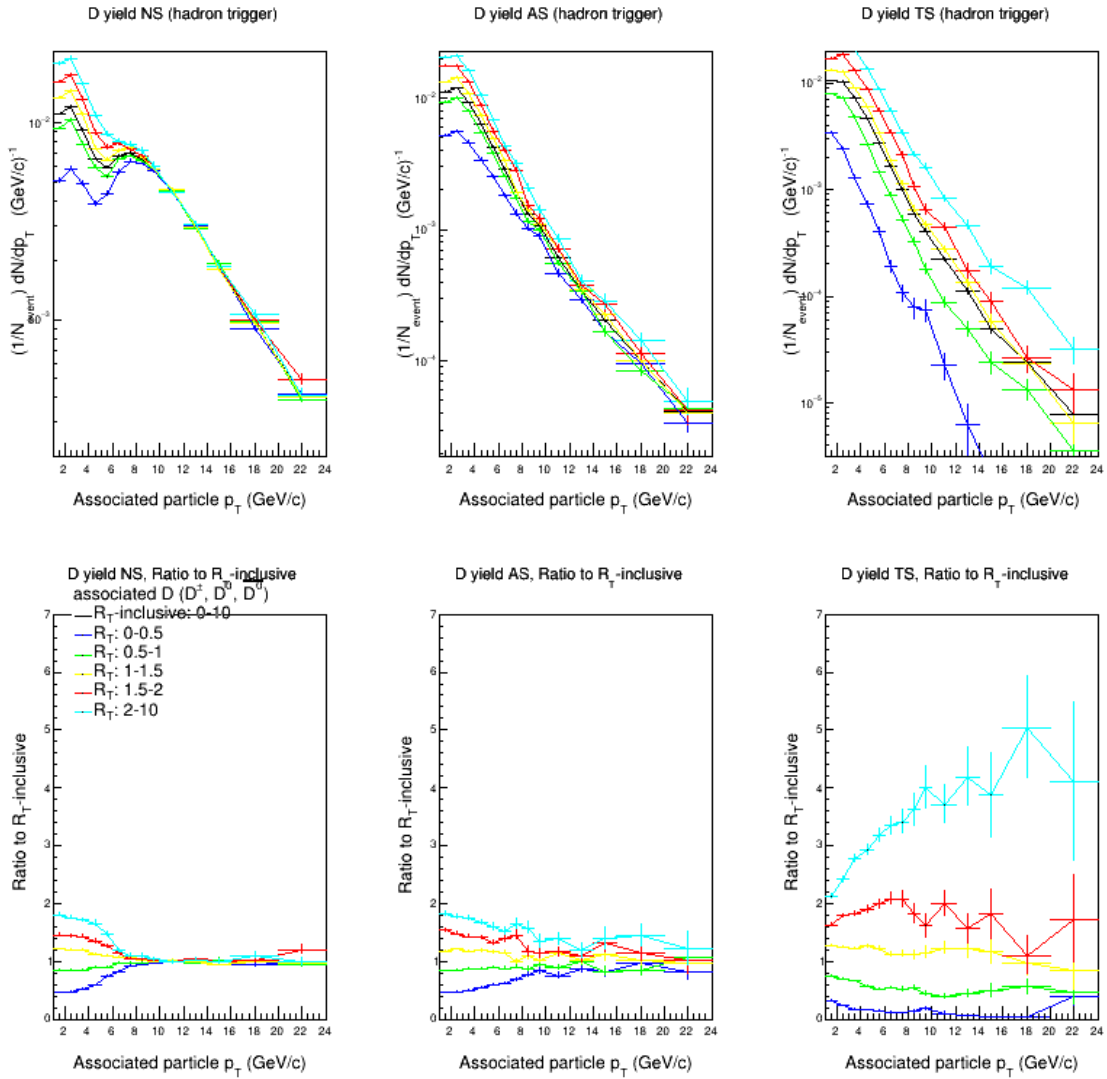 D yield NS (hadron trigger)
D yield AS (hadron trigger)
D yield TS (hadron trigger)
(1/N_event) dN/dp_T (GeV/c)^-1
10^-2
10^-3
2 4 6 8 10 12 14 16 18 20 22 24
Associated particle p_T (GeV/c)
(1/N_event) dN/dp_T (GeV/c)^-1
10^-2
10^-3
10^-4
2 4 6 8 10 12 14 16 18 20 22 24
Associated particle p_T (GeV/c)
(1/N_event) dN/dp_T (GeV/c)^-1
10^-2
10^-3
10^-4
10^-5
2 4 6 8 10 12 14 16 18 20 22 24
Associated particle p_T (GeV/c)
D yield NS, Ratio to R_T-inclusive
D yield AS, Ratio to R_T-inclusive
D yield TS, Ratio to R_T-inclusive
associated D (D^±, D^0, D̅^0)
R_T-inclusive: 0-10
R_T: 0-0.5
R_T: 0.5-1
R_T: 1-1.5
R_T: 1.5-2
R_T: 2-10
Ratio to R_T-inclusive
7
6
5
4
3
2
1
0
2 4 6 8 10 12 14 16 18 20 22 24
Associated particle p_T (GeV/c)
Ratio to R_T-inclusive
7
6
5
4
3
2
1
0
2 4 6 8 10 12 14 16 18 20 22 24
Associated particle p_T (GeV/c)
Ratio to R_T-inclusive
7
6
5
4
3
2
1
0
2 4 6 8 10 12 14 16 18 20 22 24
Associated particle p_T (GeV/c)